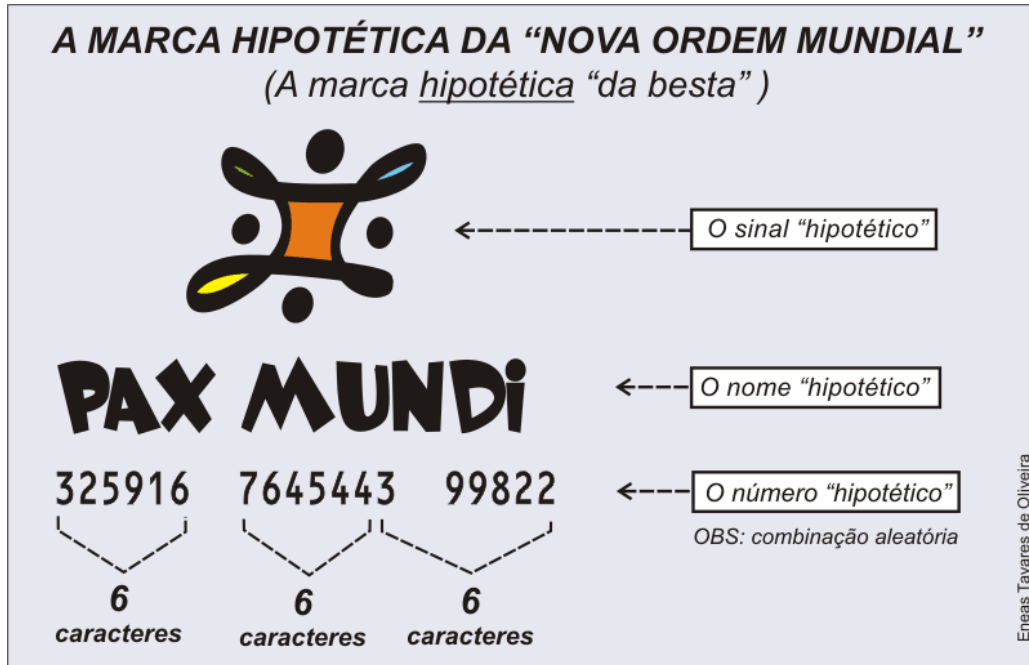 A MARCA HIPOTÉTICA DA “NOVA ORDEM MUNDIAL”
(A marca hipotética “da besta” )
O sinal “hipotético”
PAX MUNDi
O nome “hipotético”
325916 7645443 99822
O número “hipotético”
OBS: combinação aleatória
6 6 6
caracteres caracteres caracteres
Eneas Tavares de Oliveira